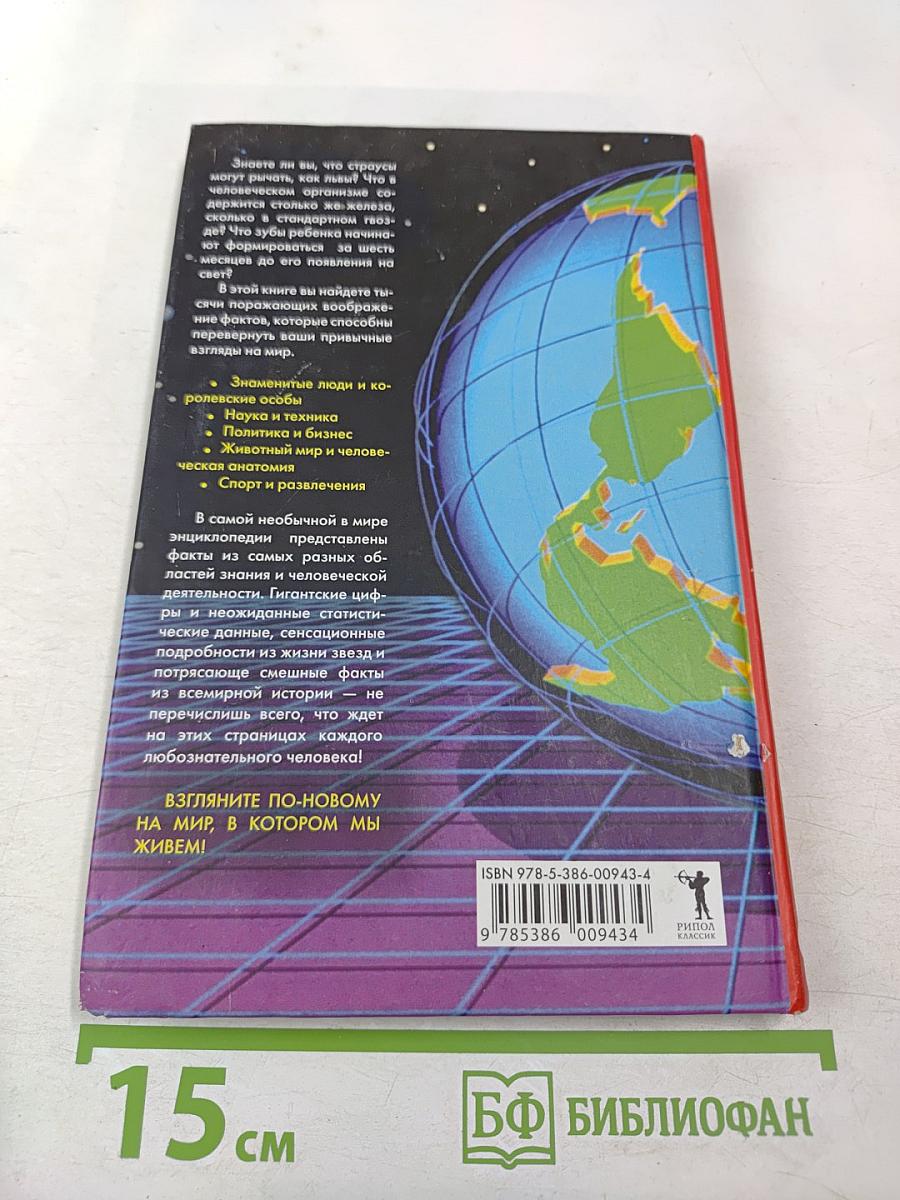 Знаете ли вы, что страусы
могут рычать, как львы? Что в
человеческом организме со-
держится столько же железа,
сколько в стандартном гвоз-
де? Что зубы ребенка начина-
ют формироваться за шесть
месяцев до его появления на
свет?
В этой книге вы найдете ты-
сячи поражающих воображе-
ние фактов, которые способны
перевернуть ваши привычные
взгляды на мир.
• Знаменитые люди и ко-
ролевские особы
• Наука и техника
• Политика и бизнес
• Животный мир и челове-
ческая анатомия
• Спорт и развлечения
В самой необычной в мире
энциклопедии представлены
факты из самых разных об-
ластей знания и человеческой
деятельности. Гигантские циф-
ры и неожиданные статисти-
ческие данные, сенсационные
подробности из жизни звезд и
потрясающе смешные факты
из всемирной истории — не
перечислишь всего, что ждет
на этих страницах каждого
любознательного человека!
ВЗГЛЯНИТЕ ПО-НОВОМУ
НА МИР, В КОТОРОМ МЫ
ЖИВЕМ!
ISBN 978-5-386-00943-4
9 785386 009434
РИПОЛ
КЛАССИК
15 см
БФ БИБЛИОФАН